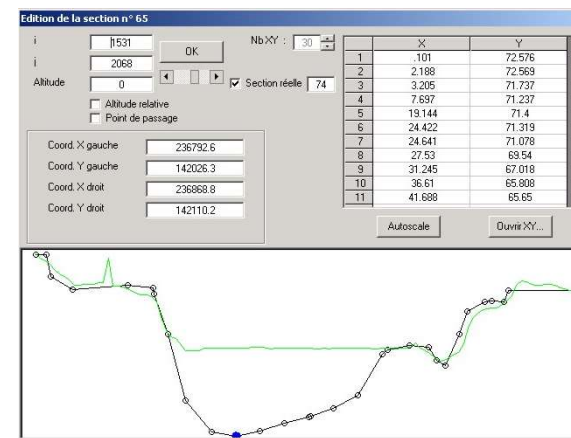 Edition de la section n° 65
i 1531
i 2068
Altitude 0
OK
Nb XY : 30
Section réelle 74
Altitude relative
Point de passage
Coord. X gauche 236792.6
Coord. Y gauche 142026.3
Coord. X droit 236868.8
Coord. Y droit 142110.2
X Y
1 .101 72.576
2 2.188 72.569
3 3.205 71.737
4 7.697 71.237
5 19.144 71.4
6 24.422 71.319
7 24.641 71.078
8 27.53 69.54
9 31.245 67.018
10 36.61 65.808
11 41.688 65.65
Autoscale
Ouvrir XY...